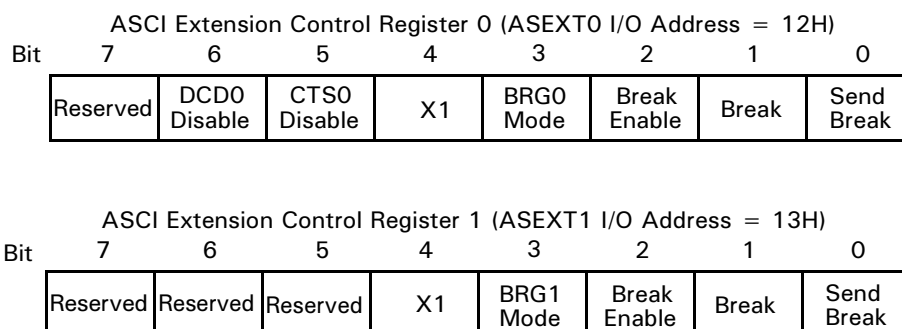 ASCI Extension Control Register 0 (ASEXT0 I/O Address = 12H)
Bit 7 6 5 4 3 2 1 0
Reserved DCD0 Disable CTS0 Disable X1 BRG0 Mode Break Enable Break Send Break
ASCI Extension Control Register 1 (ASEXT1 I/O Address = 13H)
Bit 7 6 5 4 3 2 1 0
Reserved Reserved Reserved X1 BRG1 Mode Break Enable Break Send Break